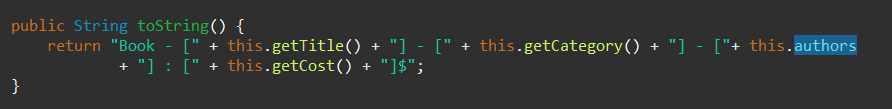 public String toString() {
    return "Book - [" + this.getTitle() + "] - [" + this.getCategory() + "] - ["+ this.authors
            + "] : [" + this.getCost() + "]$";
}